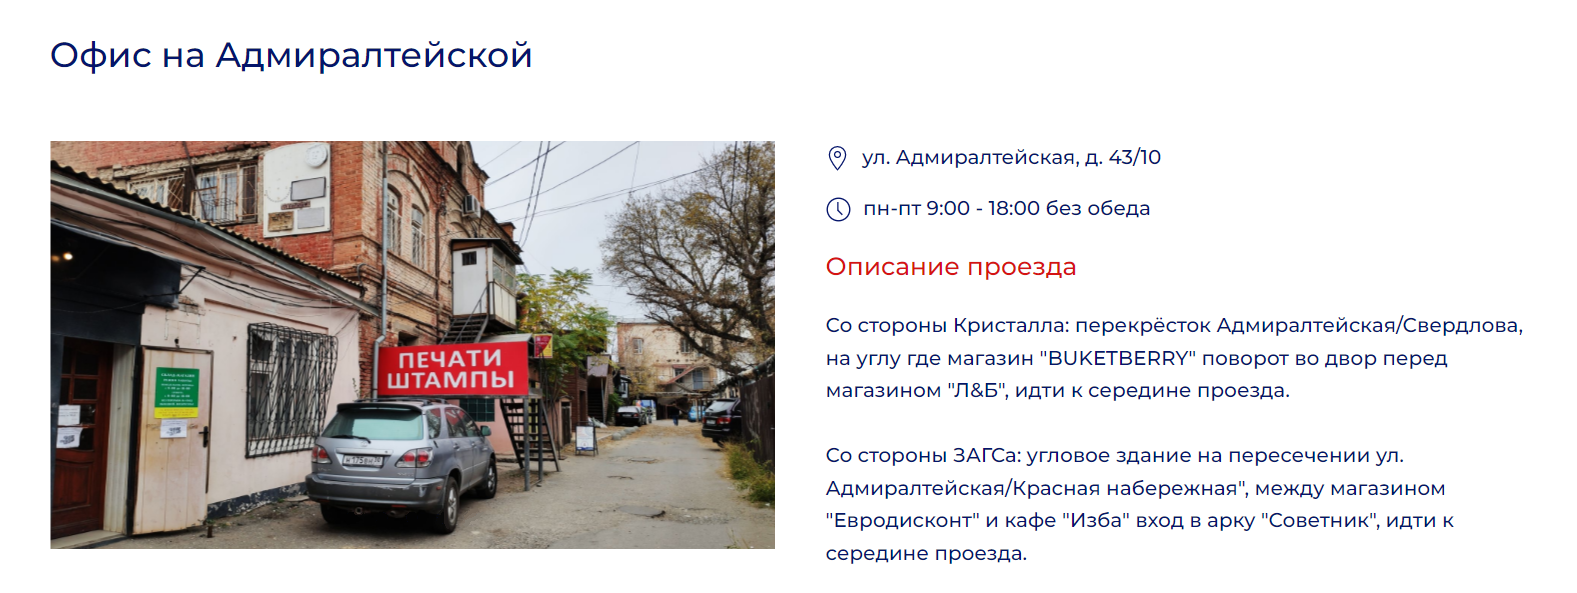 Офис на Адмиралтейской
ул. Адмиралтейская, д. 43/10
пн-пт 9:00 - 18:00 без обеда
Описание проезда
Со стороны Кристалла: перекрёсток Адмиралтейская/Свердлова,
на углу где магазин "BUKETBERRY" поворот во двор перед
магазином "Л&Б", идти к середине проезда.
Со стороны ЗАГСа: угловое здание на пересечении ул.
Адмиралтейская/Красная набережная", между магазином
"Евродисконт" и кафе "Изба" вход в арку "Советник", идти к
середине проезда.
ПЕЧАТИ
ШТАМПЫ